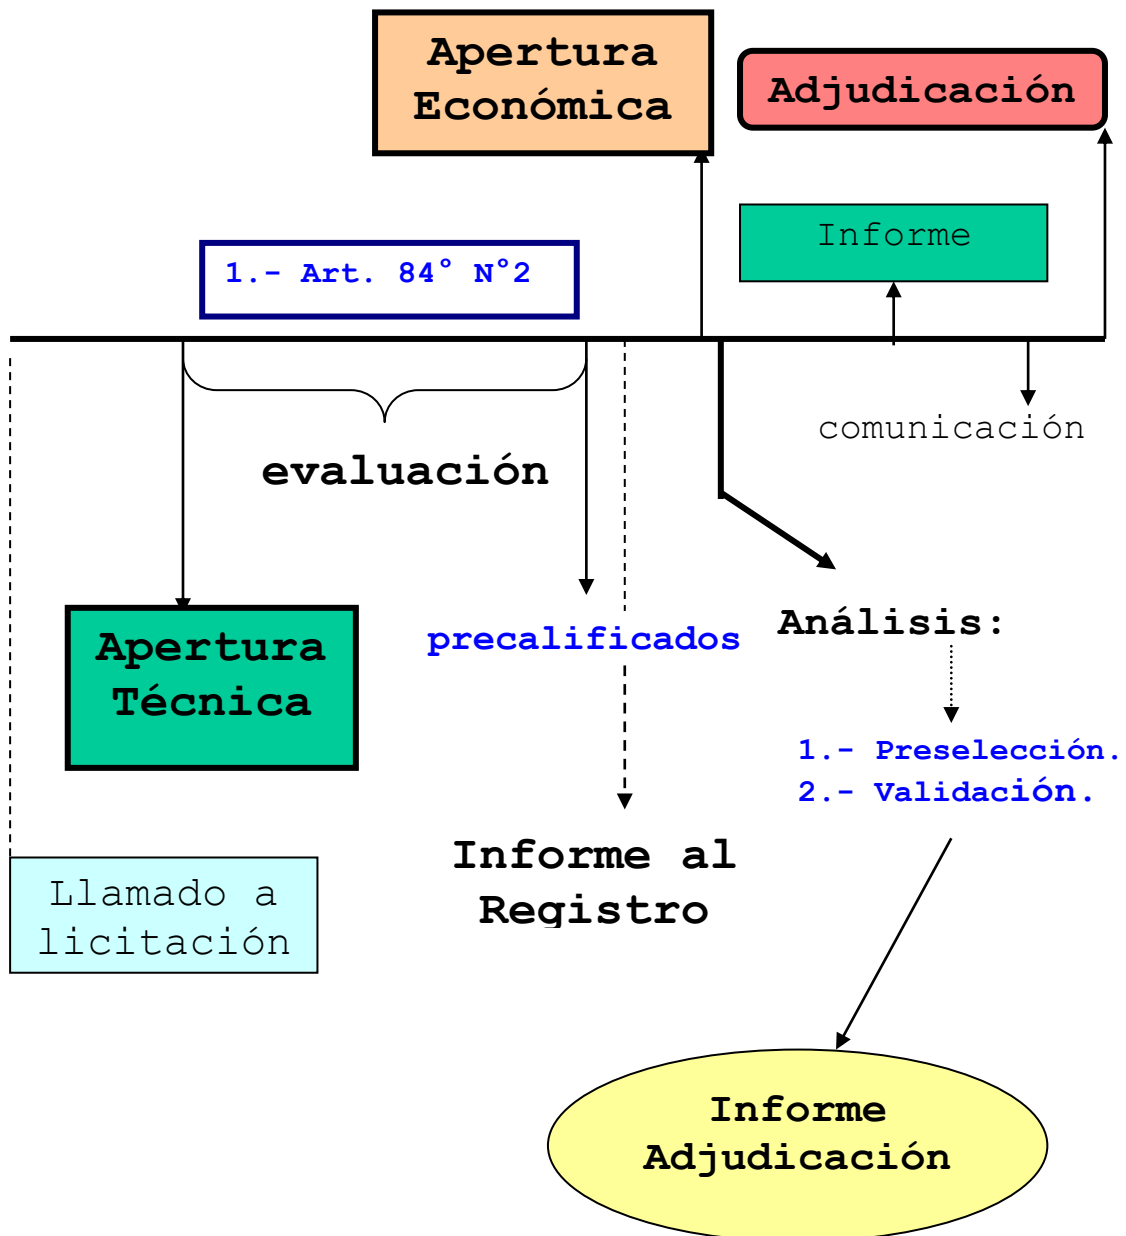 Apertura
Económica
Adjudicación
Informe
1.- Art. 84° N°2
comunicación
evaluación
Apertura
Técnica
precalificados
Análisis:
1.- Preselección.
2.- Validación.
Informe al
Registro
Llamado a
licitación
Informe
Adjudicación